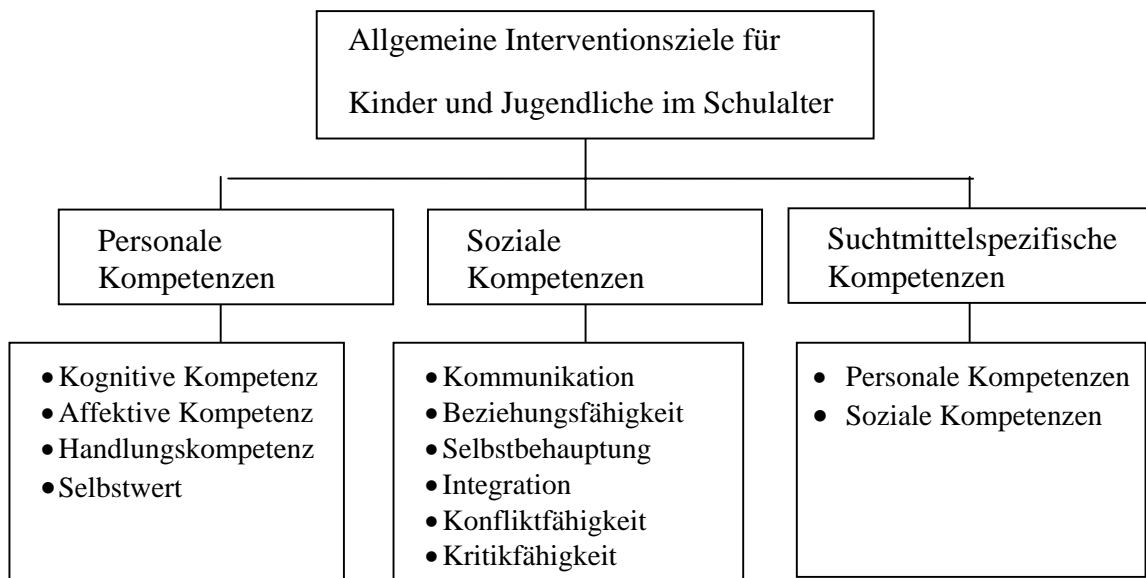 Allgemeine Interventionsziele für
Kinder und Jugendliche im Schulalter
Personale
Kompetenzen
Soziale
Kompetenzen
Suchtmittelspezifische
Kompetenzen
• Kognitive Kompetenz
• Affektive Kompetenz
• Handlungskompetenz
• Selbstwert
• Kommunikation
• Beziehungsfähigkeit
• Selbstbehauptung
• Integration
• Konfliktfähigkeit
• Kritikfähigkeit
• Personale Kompetenzen
• Soziale Kompetenzen